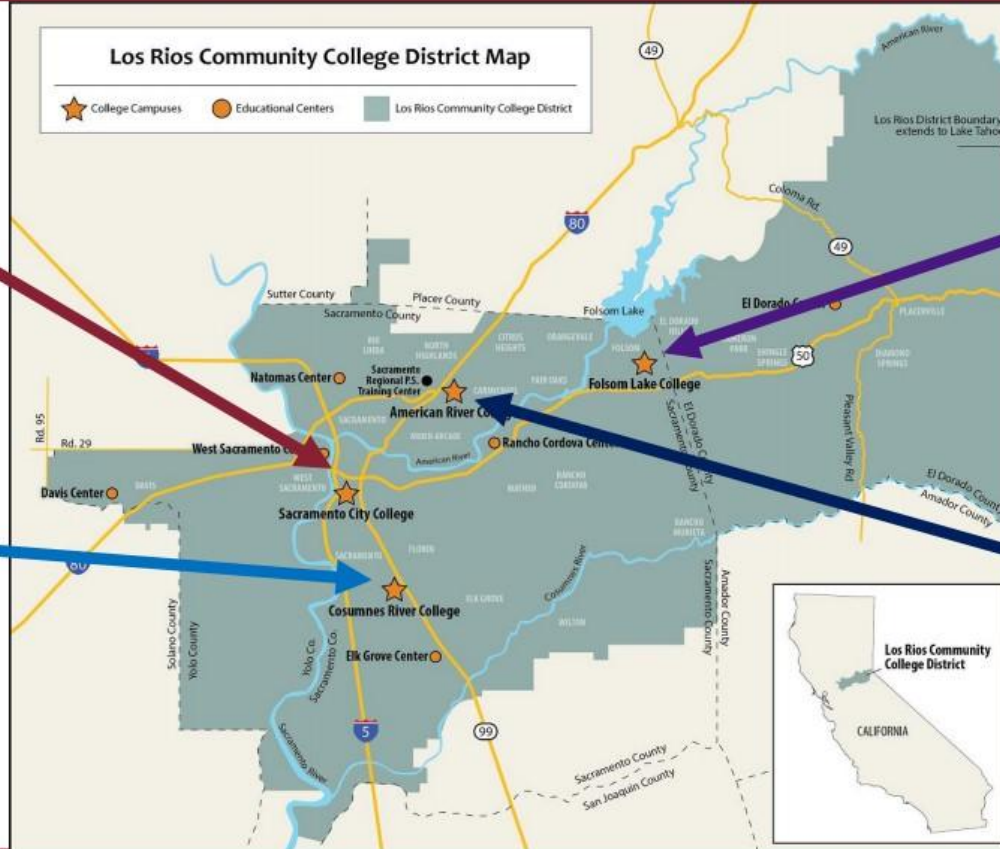 Los Rios Community College District Map
College Campuses
Educational Centers
Los Rios Community College District
American River
Los Rios District Boundary
extends to Lake Tahoe
49
80
Coloma Rd.
49
Sutter County
Placer County
Sacramento County
Folsom Lake
El Dorado
PLACERVILLE
RIO
LINDA
NORTH
HIGHLANDS
CITRUS
HEIGHTS
ORANGEVALE
FOLSOM
EL DORADO
PARK
SHINGLE
SPRINGS
50
DIAMOND
SPRINGS
Natomas Center
Sacramento
Regional P.S.
Training Center
CARMICHAEL
FAIR OAKS
Folsom Lake College
American River
SACRAMENTO
ARDEN-ARCADE
Rd. 95
Rd. 29
West Sacramento
American River
Rancho Cordova Center
El Dorado County
Sacramento County
Pleasant Valley Rd
Davis Center
DAVIS
WEST
SACRAMENTO
Sacramento City College
MATHER
RANCHO
CORDOVA
El Dorado County
Amador County
RANCHO
MURIETA
SACRAMENTO
FLORIN
80
Cosumnes River
Cosumnes River College
ELK GROVE
WILTON
Solano County
Yolo County
Yolo Co.
Sacramento Co.
Elk Grove Center
Amador County
Sacramento County
Sacramento River
5
99
Sacramento County
San Joaquin County
Los Rios Community
College District
CALIFORNIA